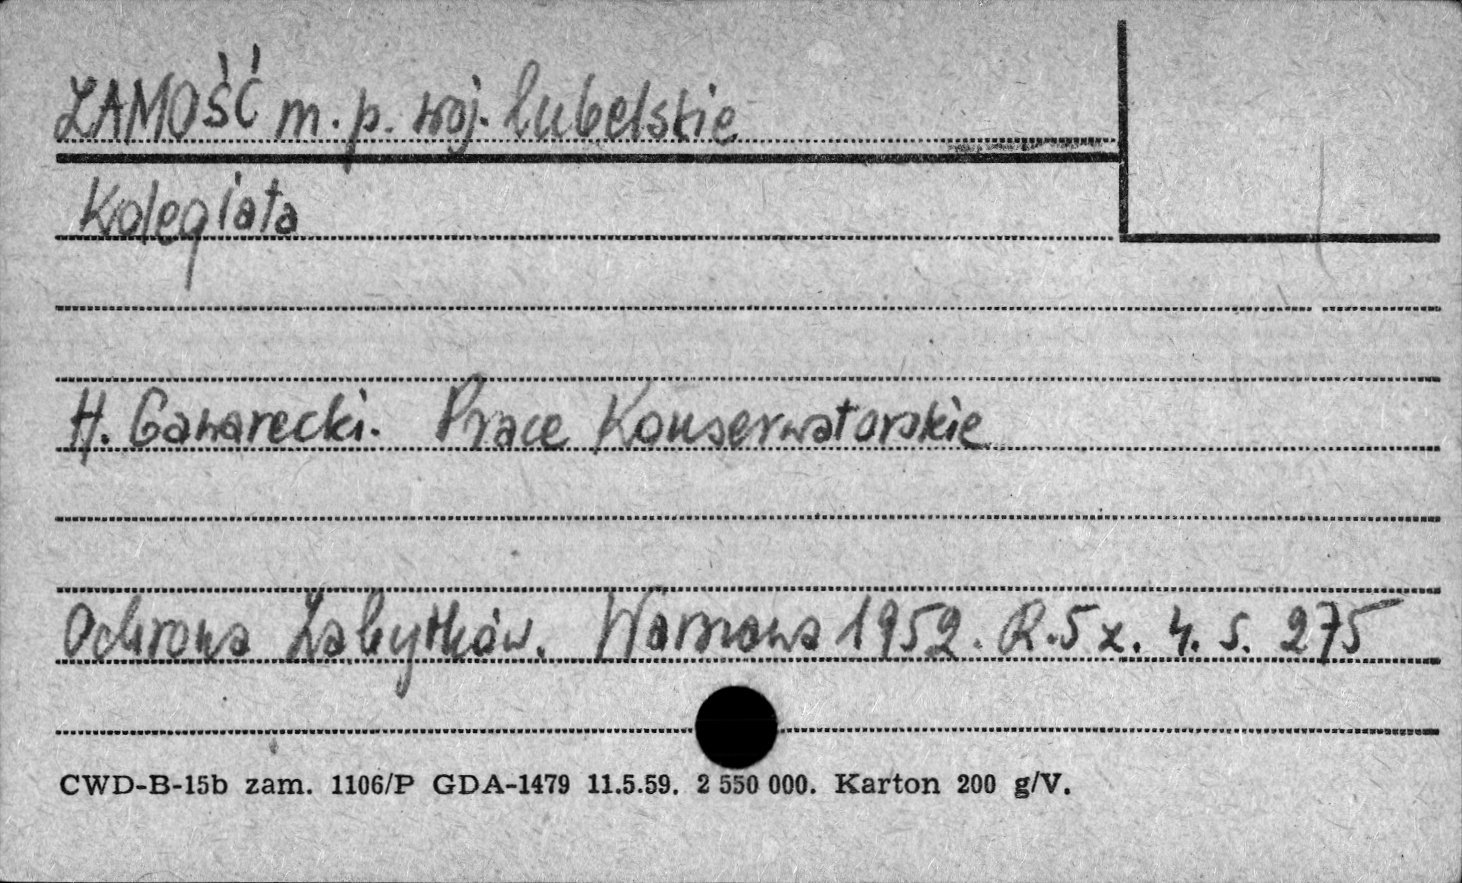 ZAMOŚĆ m. p. woj. lubelskie
Kolegiata
H. Gawarecki. Prace Konserwatorskie
Ochrona Zabytków. Warszawa 1952. R. 5 z. 4. s. 275
CWD-B-15b zam. 1106/P GDA-1479 11.5.59. 2 550 000. Karton 200 g/V.